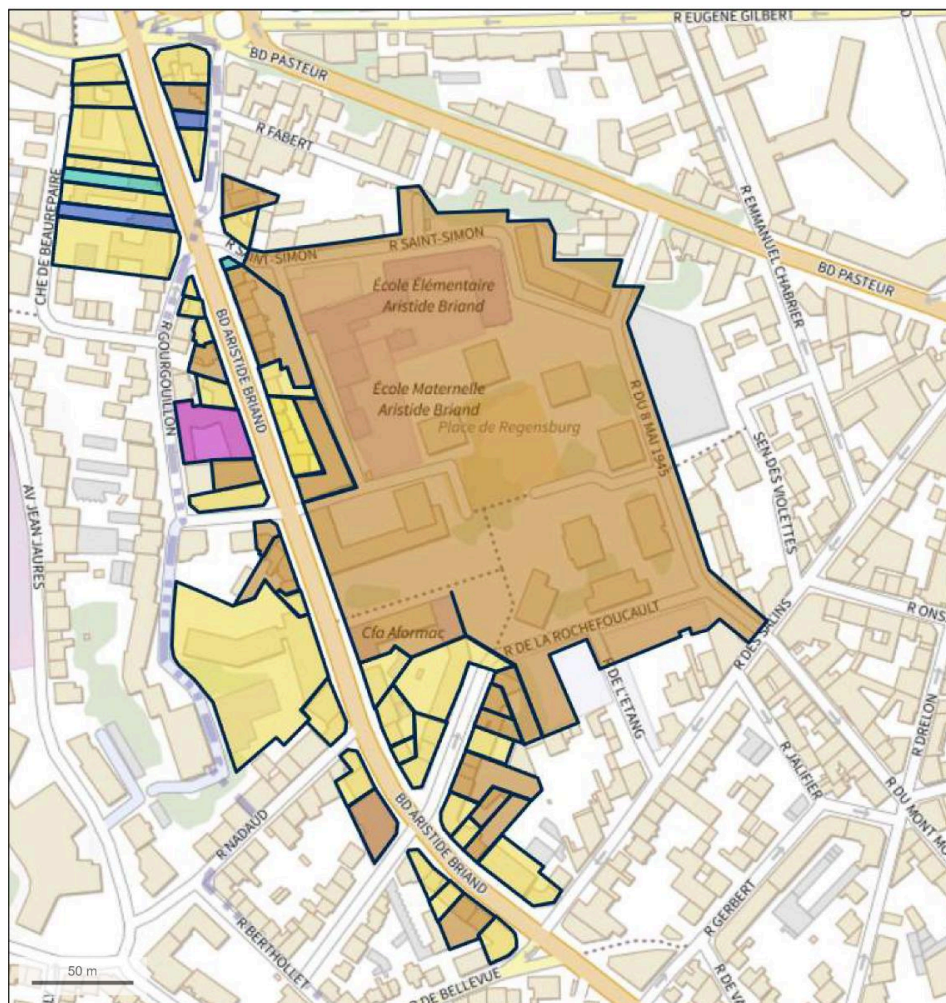 R EUGENE GILBERT
BD PASTEUR
R FABERT
R EMMANUEL CHABRIER
CHE DE BEAUREPAIRE
R SAINT-SIMON
R SAINT-SIMON
BD PASTEUR
École Élémentaire
Aristide Briand
R GOURGOUILLON
BD ARISTIDE BRIAND
École Maternelle
Aristide Briand
Place de Regensburg
R DU 8 MAI 1945
SEN DES VIOLETTES
AV JEAN JAURES
R ONS
Cfa Aformac
R DE LA ROCHEFOUCAULT
R DES SALINS
R DE L'ETANG
R DRELON
R JALIFIER
R DU MONT MO
R NADAUD
BD ARISTIDE BRIAND
R GERBERT
R BERTHOLLET
50 m
R DE BELLEVUE
R DE VA